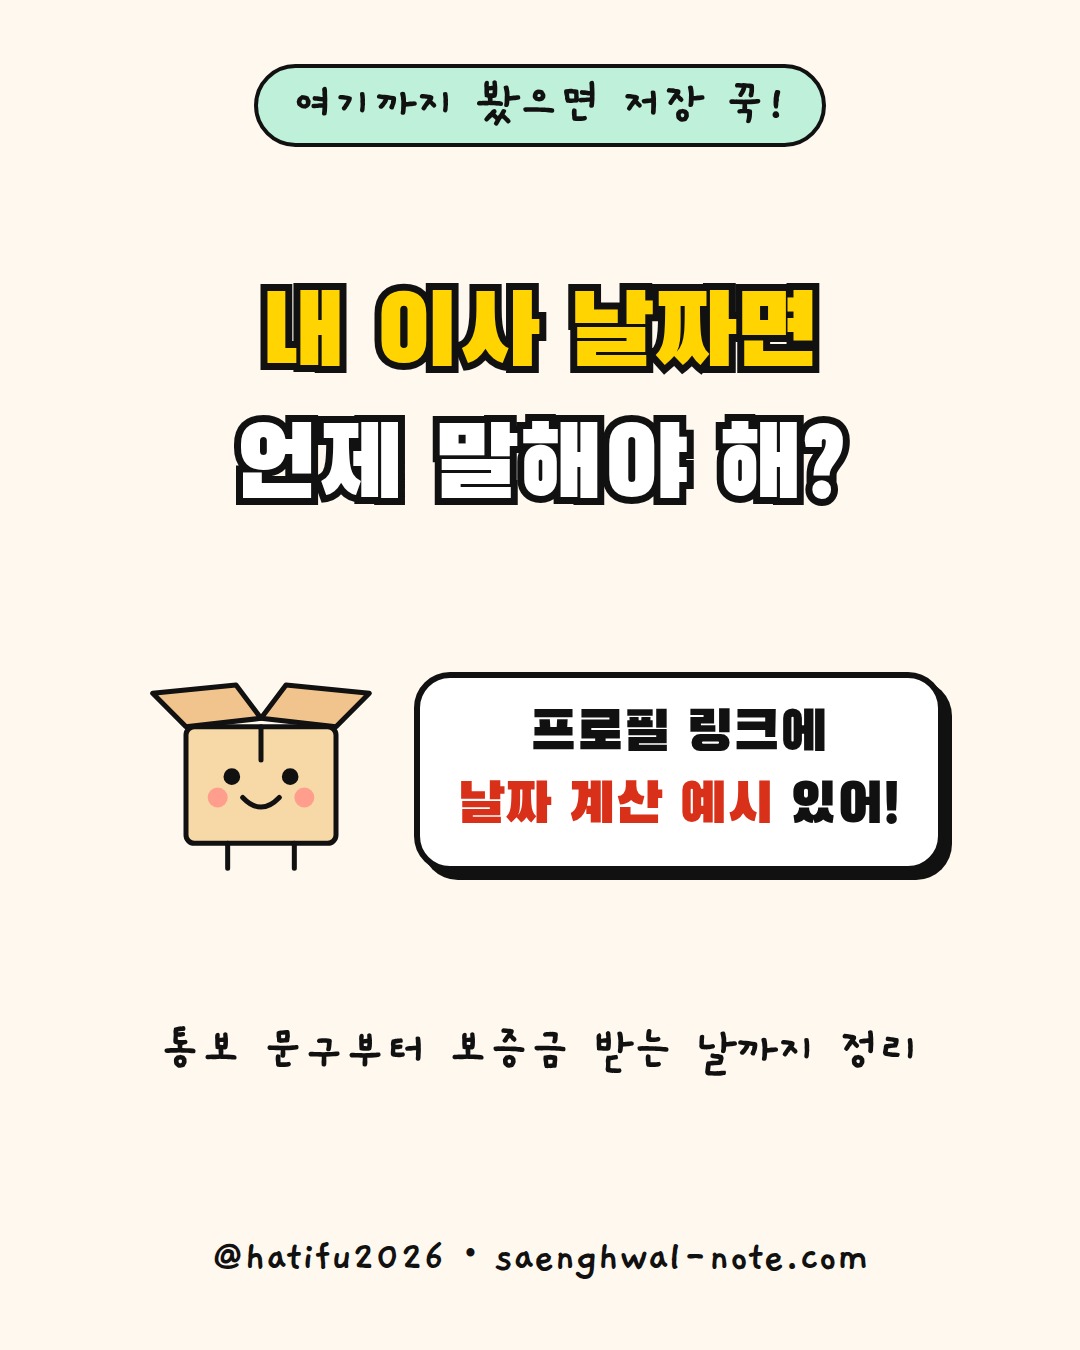 여기까지 봤으면 저장 꾹!
내 이사 날짜면
언제 말해야 해?
프로필 링크에
날짜 계산 예시 있어!
통보 문구부터 보증금 받는 날까지 정리
@hatifu2026 • saenghwal-note.com